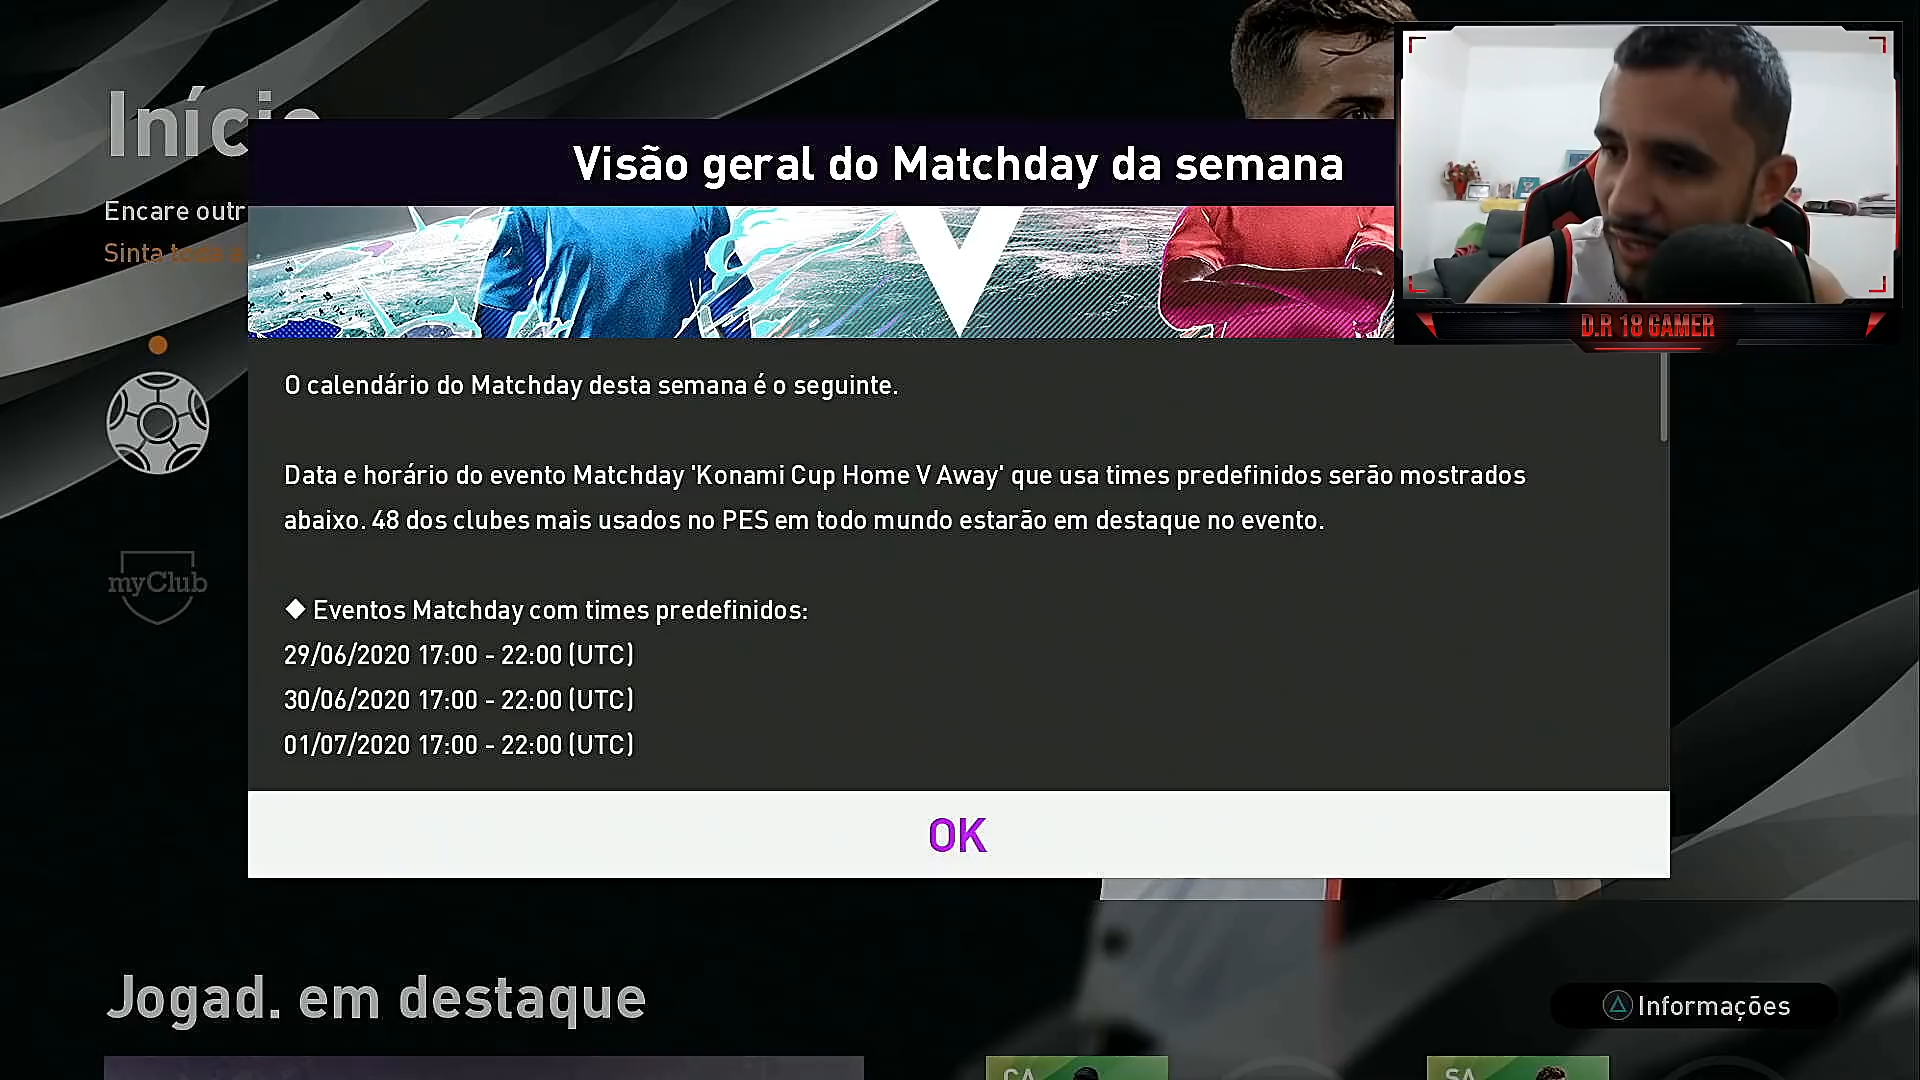 Início
Encare outr
Sinta toda a
Visão geral do Matchday da semana
V
D.R 18 GAMER
O calendário do Matchday desta semana é o seguinte.
Data e horário do evento Matchday 'Konami Cup Home V Away' que usa times predefinidos serão mostrados
abaixo. 48 dos clubes mais usados no PES em todo mundo estarão em destaque no evento.
◆ Eventos Matchday com times predefinidos:
29/06/2020 17:00 - 22:00 (UTC)
30/06/2020 17:00 - 22:00 (UTC)
01/07/2020 17:00 - 22:00 (UTC)
myClub
OK
Jogad. em destaque
Informações
CA
SA